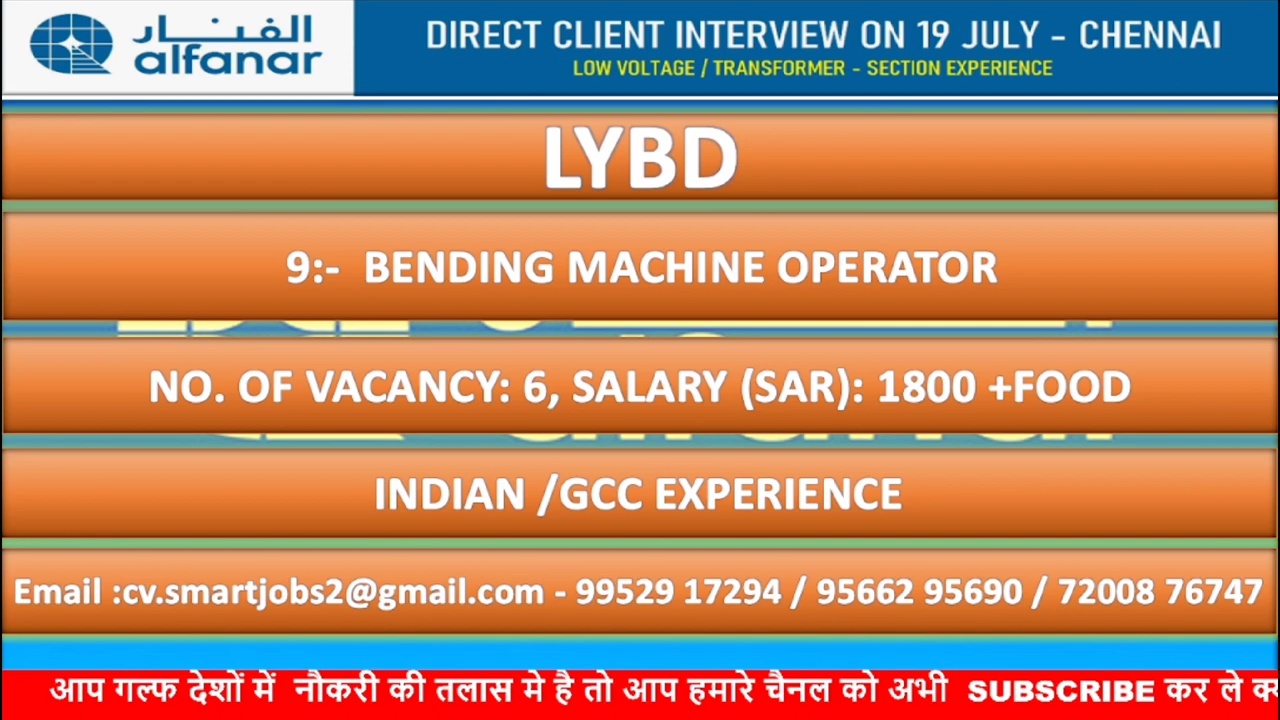 الفنار
alfanar
DIRECT CLIENT INTERVIEW ON 19 JULY - CHENNAI
LOW VOLTAGE / TRANSFORMER - SECTION EXPERIENCE
LYBD
9:- BENDING MACHINE OPERATOR
NO. OF VACANCY: 6, SALARY (SAR): 1800 +FOOD
INDIAN /GCC EXPERIENCE
Email :cv.smartjobs2@gmail.com - 99529 17294 / 95662 95690 / 72008 76747
आप गल्फ देशों में नौकरी की तलास मे है तो आप हमारे चैनल को अभी SUBSCRIBE कर ले